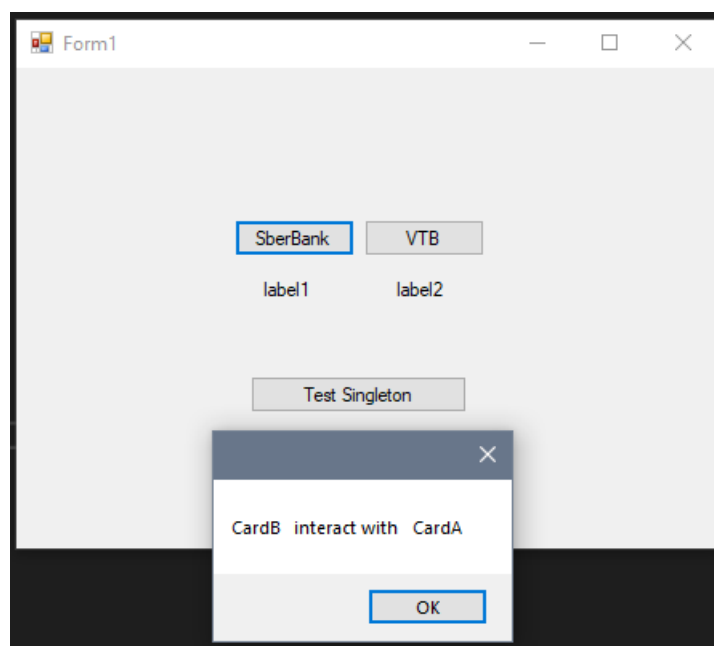 Form1
SberBank VTB
label1 label2
Test Singleton
CardB interact with CardA
OK